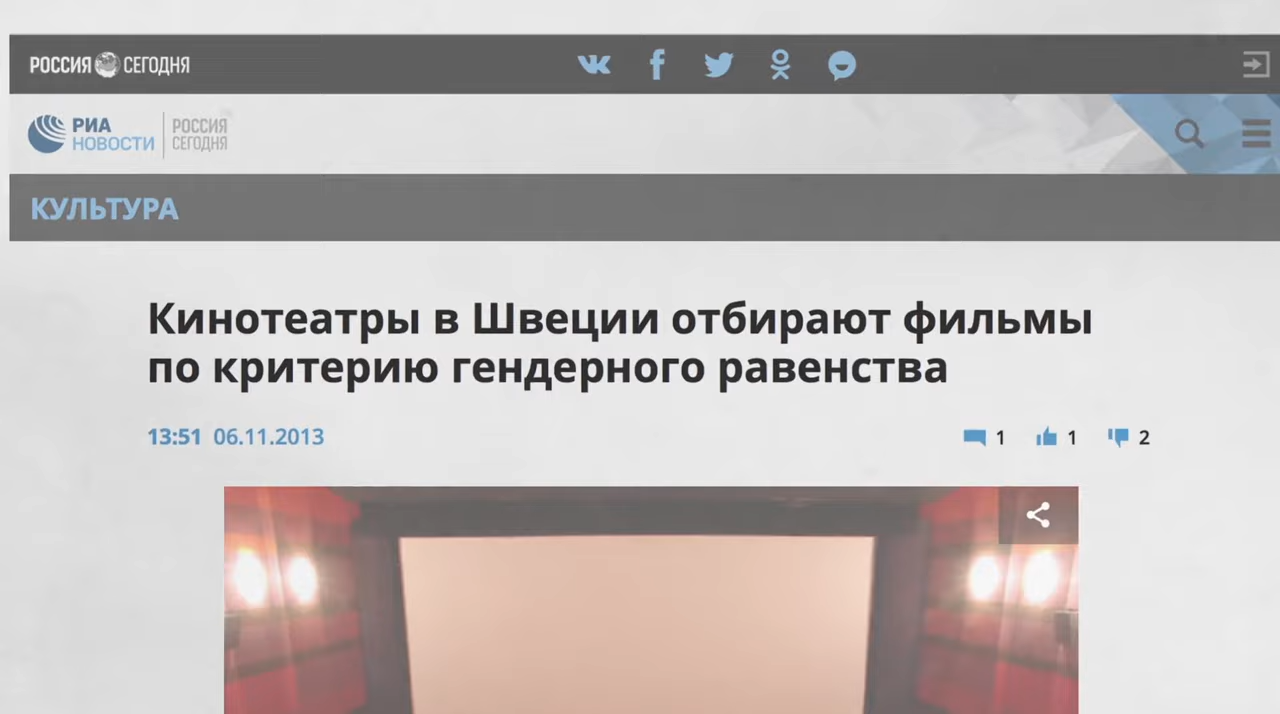 РОССИЯ СЕГОДНЯ
РИА НОВОСТИ
РОССИЯ СЕГОДНЯ
КУЛЬТУРА
Кинотеатры в Швеции отбирают фильмы
по критерию гендерного равенства
13:51 06.11.2013
1 1 2